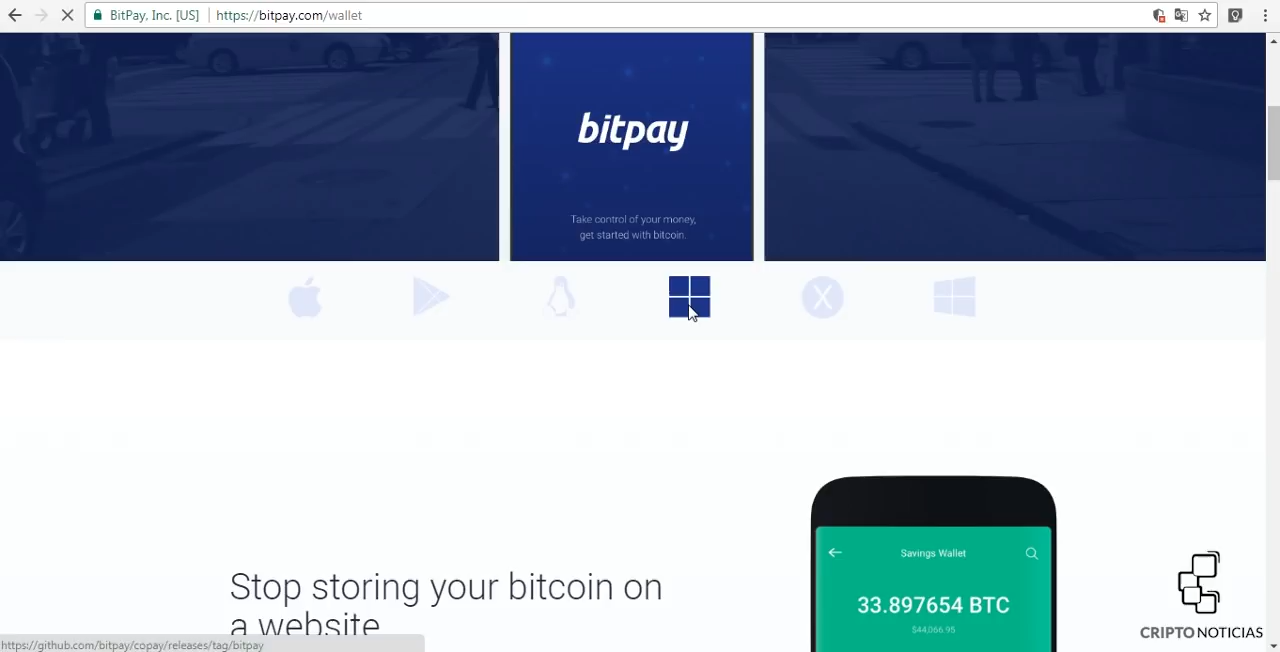 BitPay, Inc. [US]
https://bitpay.com/wallet
bitpay
Take control of your money,
get started with bitcoin.
Stop storing your bitcoin on
a website
Savings Wallet
33.897654 BTC
$44,066.95
CRIPTO NOTICIAS
https://github.com/bitpay/copay/releases/tag/bitpay